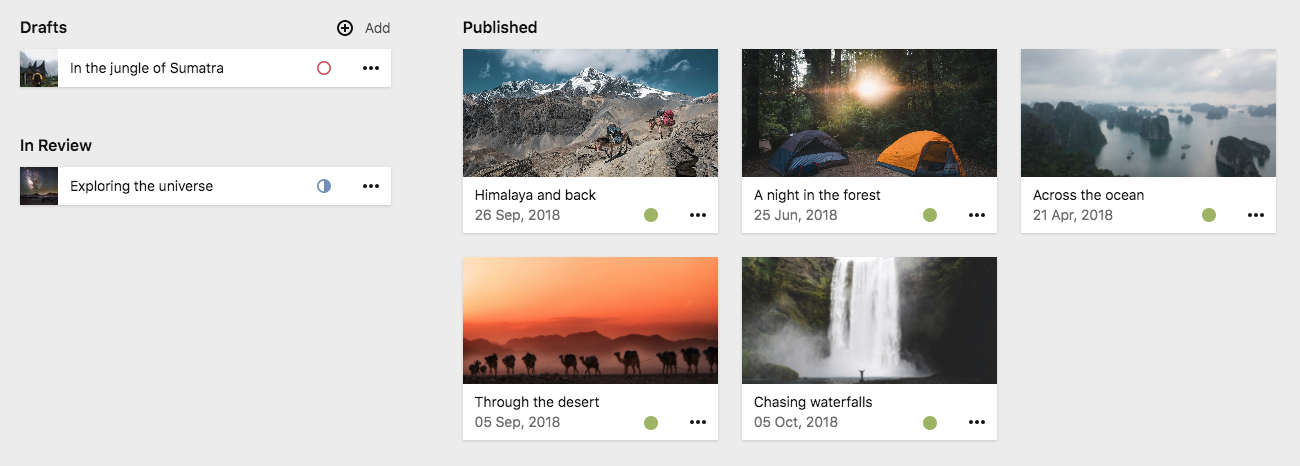 Drafts
Add
In the jungle of Sumatra
In Review
Exploring the universe
Published
Himalaya and back
26 Sep, 2018
A night in the forest
25 Jun, 2018
Across the ocean
21 Apr, 2018
Through the desert
05 Sep, 2018
Chasing waterfalls
05 Oct, 2018